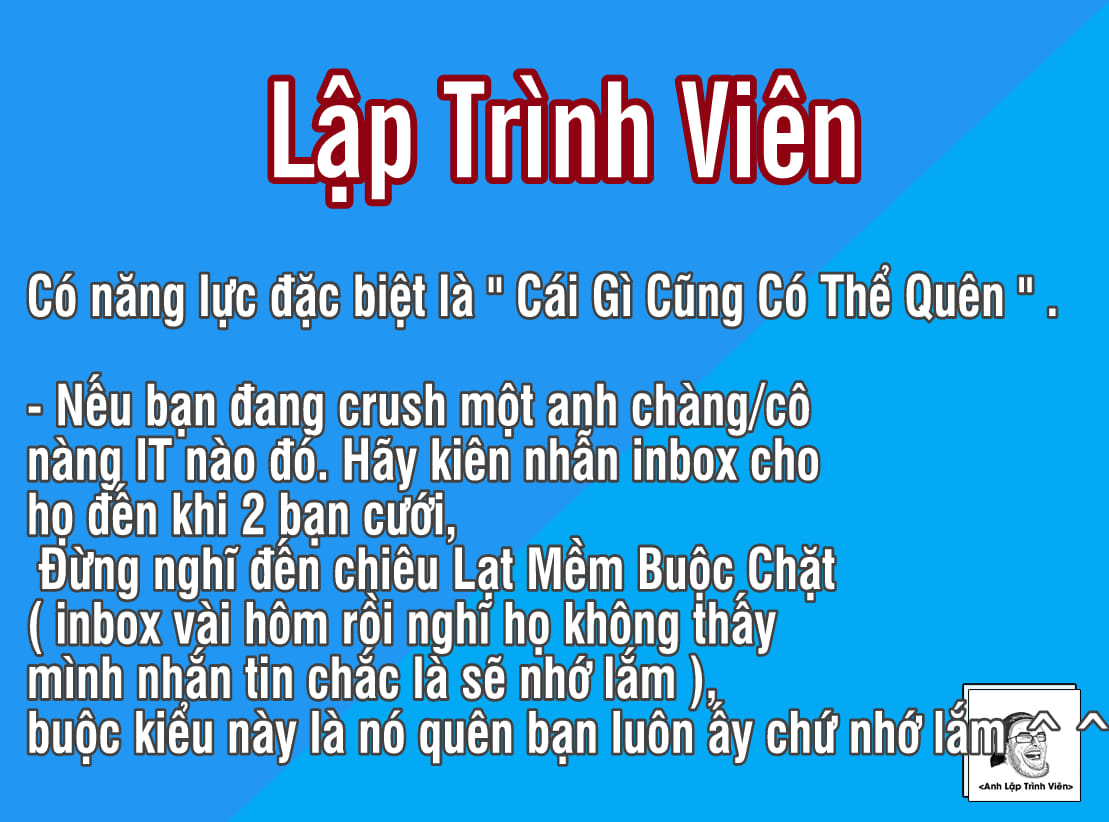 Lập Trình Viên
Có năng lực đặc biệt là " Cái Gì Cũng Có Thể Quên " .
- Nếu bạn đang crush một anh chàng/cô
nàng IT nào đó. Hãy kiên nhẫn inbox cho
họ đến khi 2 bạn cưới,
Đừng nghĩ đến chiêu Lạt Mềm Buộc Chặt
( inbox vài hôm rồi nghĩ họ không thấy
mình nhắn tin chắc là sẽ nhớ lắm ),
buộc kiểu này là nó quên bạn luôn ấy chứ nhớ lắm ^ ^
<Anh Lập Trình Viên>